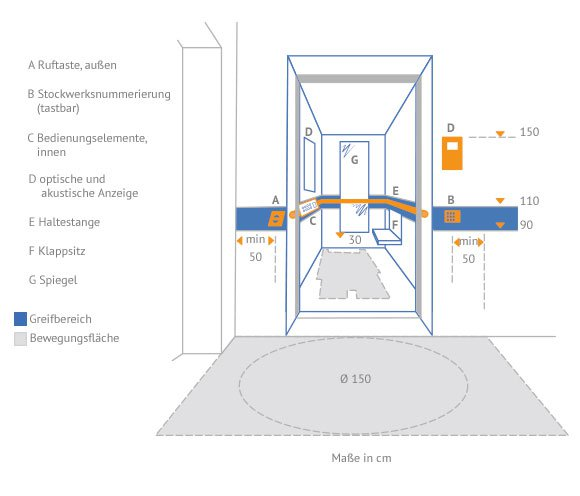 A Ruftaste, außen
B Stockwerksnummerierung
(tastbar)
C Bedienungselemente,
innen
D optische und
akustische Anzeige
E Haltestange
F Klappsitz
G Spiegel
Greifbereich
Bewegungsfläche
D
G
A
E
C
F
B
D
150
110
90
min
50
30
min
50
Ø 150
Maße in cm